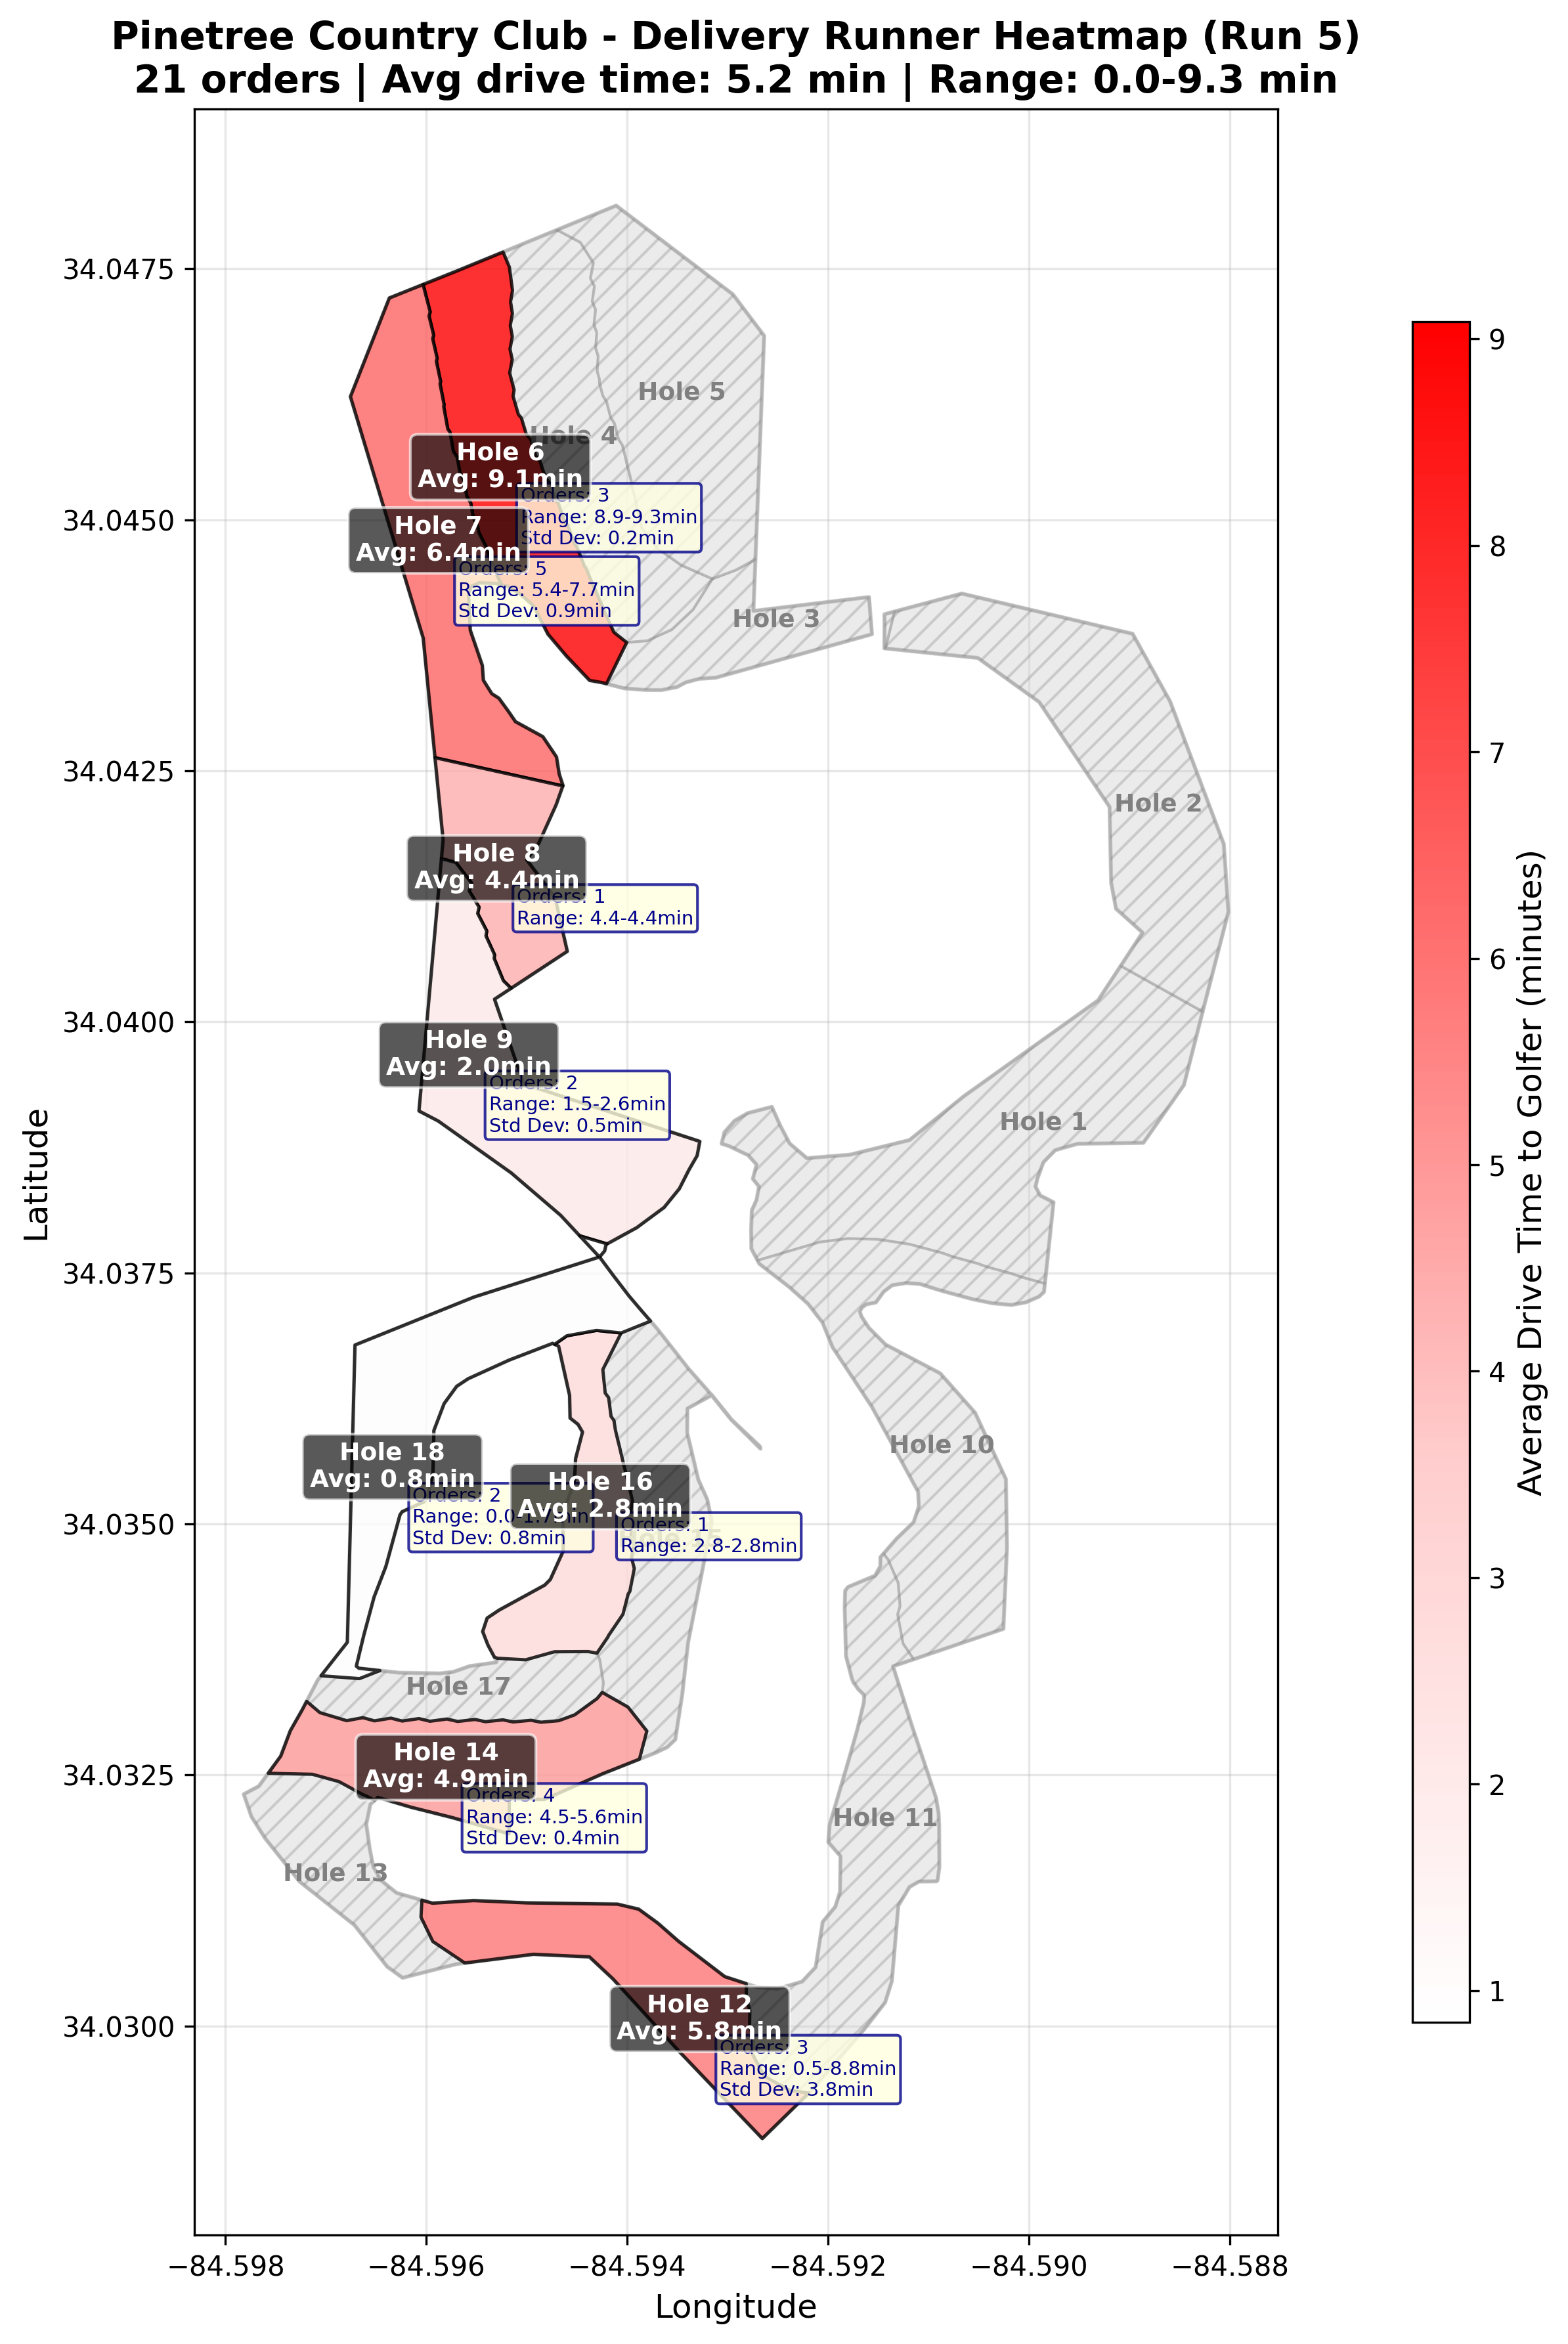 Pinetree Country Club - Delivery Runner Heatmap (Run 5)
21 orders | Avg drive time: 5.2 min | Range: 0.0-9.3 min
Latitude
34.0475
34.0450
34.0425
34.0400
34.0375
34.0350
34.0325
34.0300
Hole 5
Hole 4
Hole 6
Avg: 9.1min
Orders: 3
Range: 8.9-9.3min
Std Dev: 0.2min
Hole 7
Avg: 6.4min
Orders: 5
Range: 5.4-7.7min
Std Dev: 0.9min
Hole 3
Hole 2
Hole 8
Avg: 4.4min
Orders: 1
Range: 4.4-4.4min
Hole 9
Avg: 2.0min
Orders: 2
Range: 1.5-2.6min
Std Dev: 0.5min
Hole 1
Hole 10
Hole 18
Avg: 0.8min
Orders: 2
Range: 0.0-1.7min
Std Dev: 0.8min
Hole 16
Avg: 2.8min
Orders: 1
Range: 2.8-2.8min
Hole 17
Hole 14
Avg: 4.9min
Orders: 4
Range: 4.5-5.6min
Std Dev: 0.4min
Hole 11
Hole 13
Hole 12
Avg: 5.8min
Orders: 3
Range: 0.5-8.8min
Std Dev: 3.8min
−84.598
−84.596
−84.594
−84.592
−84.590
−84.588
Longitude
9
8
7
6
5
4
3
2
1
Average Drive Time to Golfer (minutes)